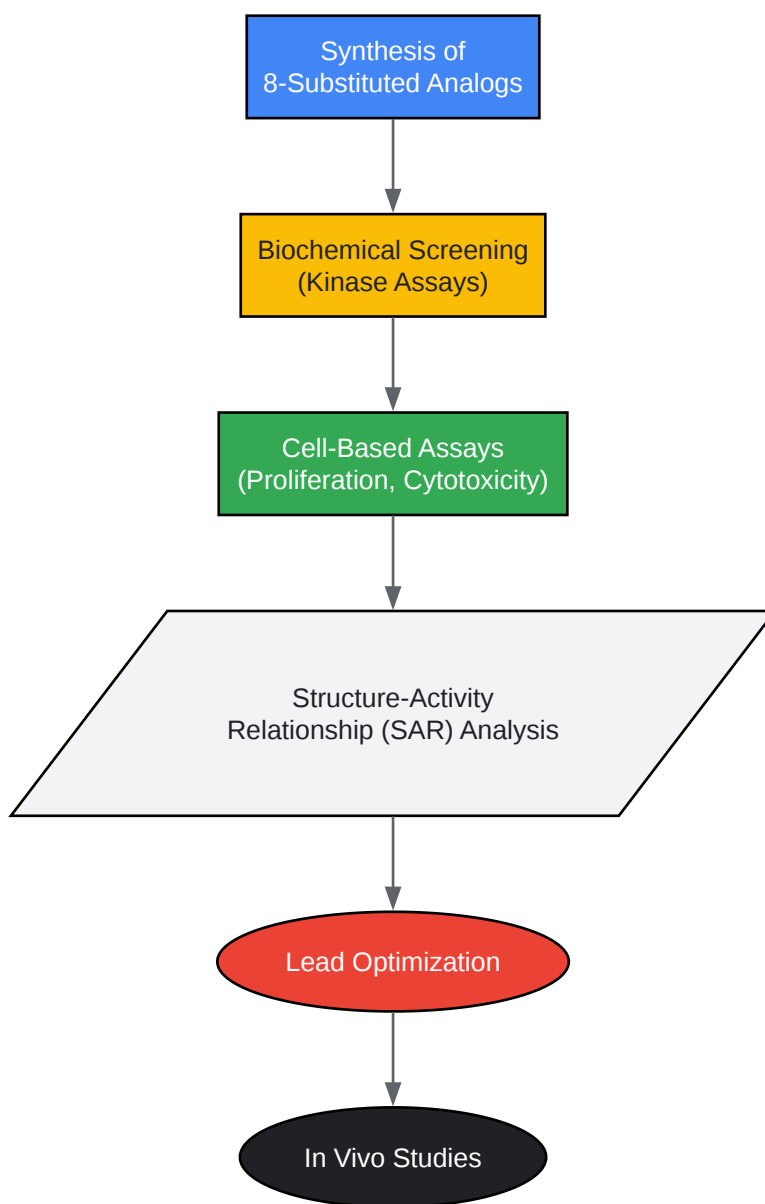 Synthesis of
8-Substituted Analogs
Biochemical Screening
(Kinase Assays)
Cell-Based Assays
(Proliferation, Cytotoxicity)
Structure-Activity
Relationship (SAR) Analysis
Lead Optimization
In Vivo Studies